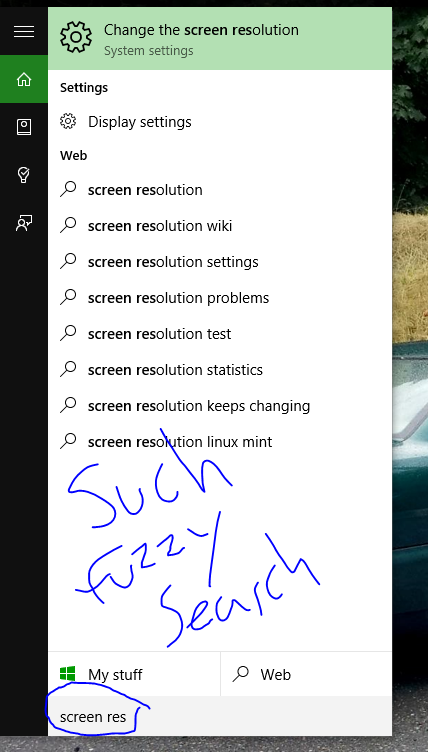 Change the screen resolution
System settings
Settings
Display settings
Web
screen resolution
screen resolution wiki
screen resolution settings
screen resolution problems
screen resolution test
screen resolution statistics
screen resolution keeps changing
screen resolution linux mint
Such
fuzzy
Search
My stuff
Web
screen res